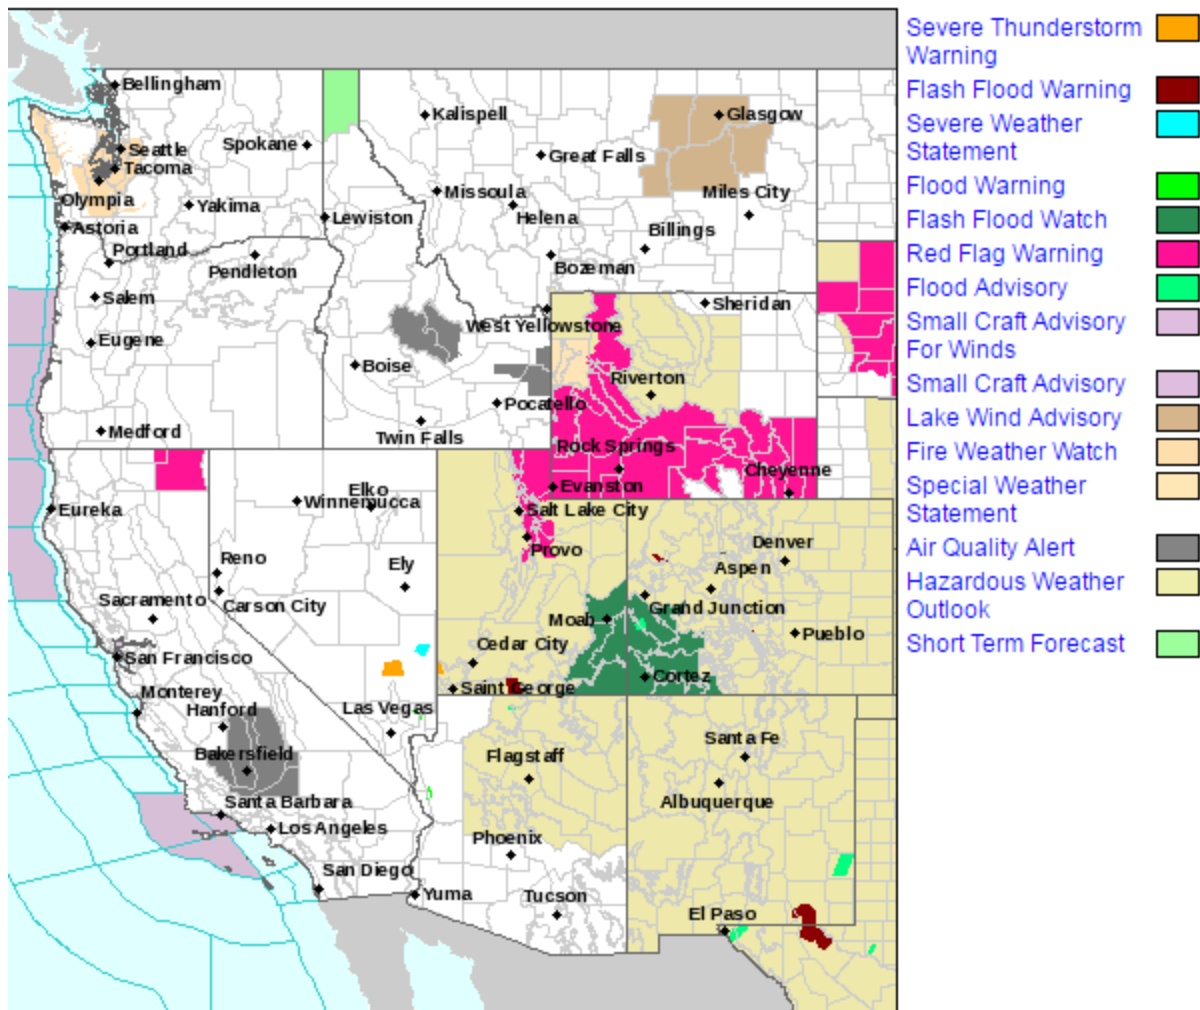 Severe Thunderstorm
Warning
Flash Flood Warning
Severe Weather
Statement
Flood Warning
Flash Flood Watch
Red Flag Warning
Flood Advisory
Small Craft Advisory
For Winds
Small Craft Advisory
Lake Wind Advisory
Fire Weather Watch
Special Weather
Statement
Air Quality Alert
Hazardous Weather
Outlook
Short Term Forecast
Bellingham
Kalispell
Glasgow
Seattle
Spokane
Great Falls
Tacoma
Missoula
Miles City
Olympia
Yakima
Lewiston
Helena
Astoria
Billings
Portland
Pendleton
Bozeman
Salem
Sheridan
West Yellowstone
Eugene
Boise
Riverton
Pocatello
Medford
Twin Falls
Rock Springs
Cheyenne
Evanston
Elko
Winnemucca
Eureka
Salt Lake City
Provo
Denver
Reno
Ely
Aspen
Sacramento
Carson City
Grand Junction
Moab
Pueblo
Cedar City
San Francisco
Cortez
Saint George
Monterey
Hanford
Las Vegas
Santa Fe
Bakersfield
Flagstaff
Albuquerque
Santa Barbara
Los Angeles
Phoenix
San Diego
Yuma
Tucson
El Paso